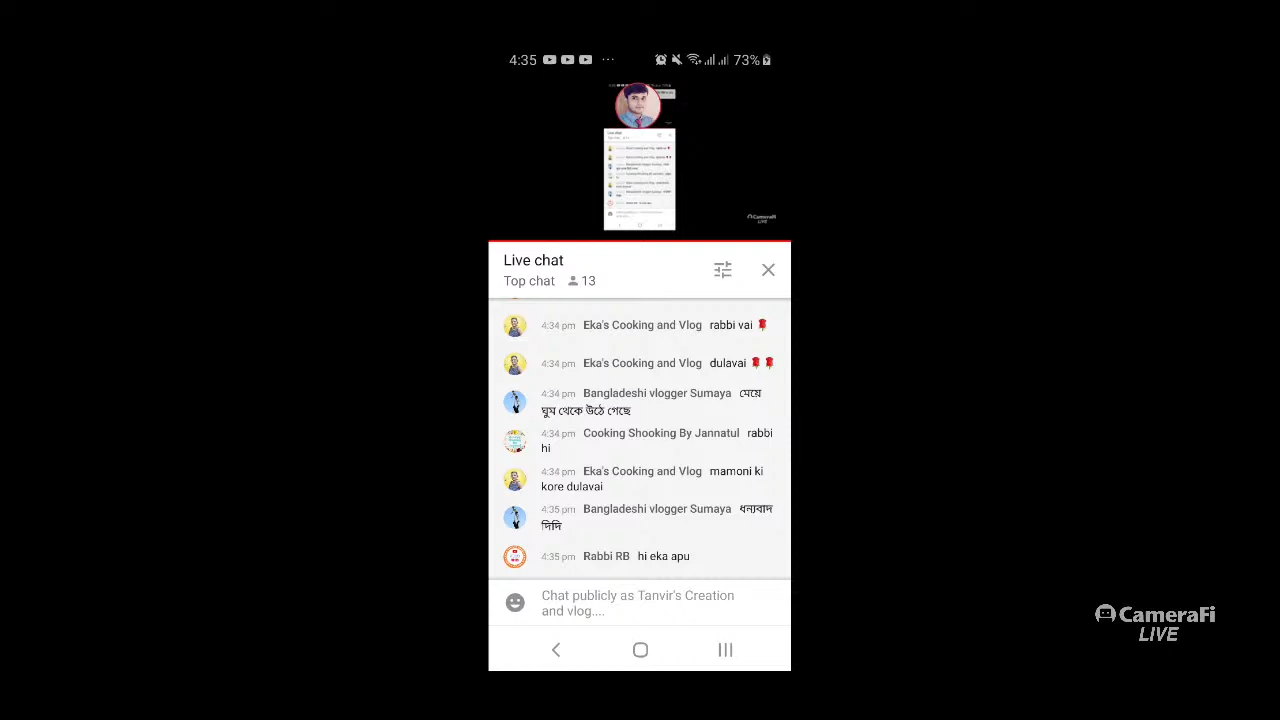 4:35 ... 73%
Live chat
Top chat 13
4:34 pm Eka's Cooking and Vlog rabbi vai
4:34 pm Eka's Cooking and Vlog dulavai
4:34 pm Bangladeshi vlogger Sumaya মেয়ে
ঘুম থেকে উঠে গেছে
4:34 pm Cooking Shooking By Jannatul rabbi
hi
4:34 pm Eka's Cooking and Vlog mamoni ki
kore dulavai
4:35 pm Bangladeshi vlogger Sumaya ধন্যবাদ
দিদি
4:35 pm Rabbi RB hi eka apu
Chat publicly as Tanvir's Creation
and vlog....
CameraFi
LIVE